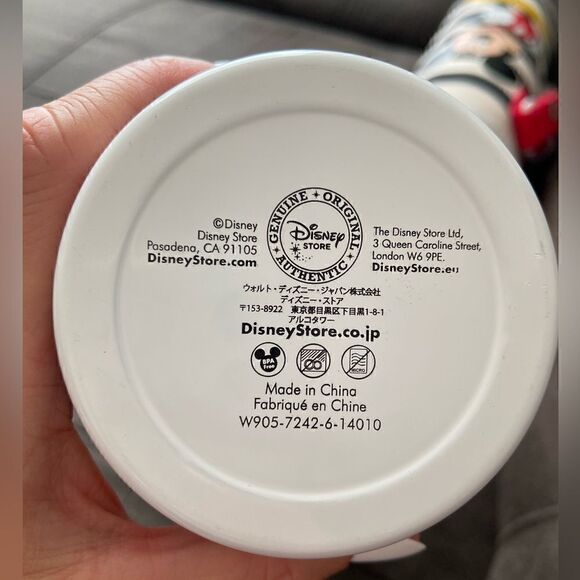 ©Disney
Disney Store
Pasadena, CA 91105
DisneyStore.com
GENUINE • ORIGINAL • AUTHENTIC
Disney
STORE
The Disney Store Ltd,
3 Queen Caroline Street,
London W6 9PE.
DisneyStore.eu
ウォルト・ディズニー・ジャパン株式会社
ディズニー・ストア
〒153-8922 東京都目黒区下目黒1-8-1
アルコタワー
DisneyStore.co.jp
BPA
Free
MICRO
Made in China
Fabriqué en Chine
W905-7242-6-14010